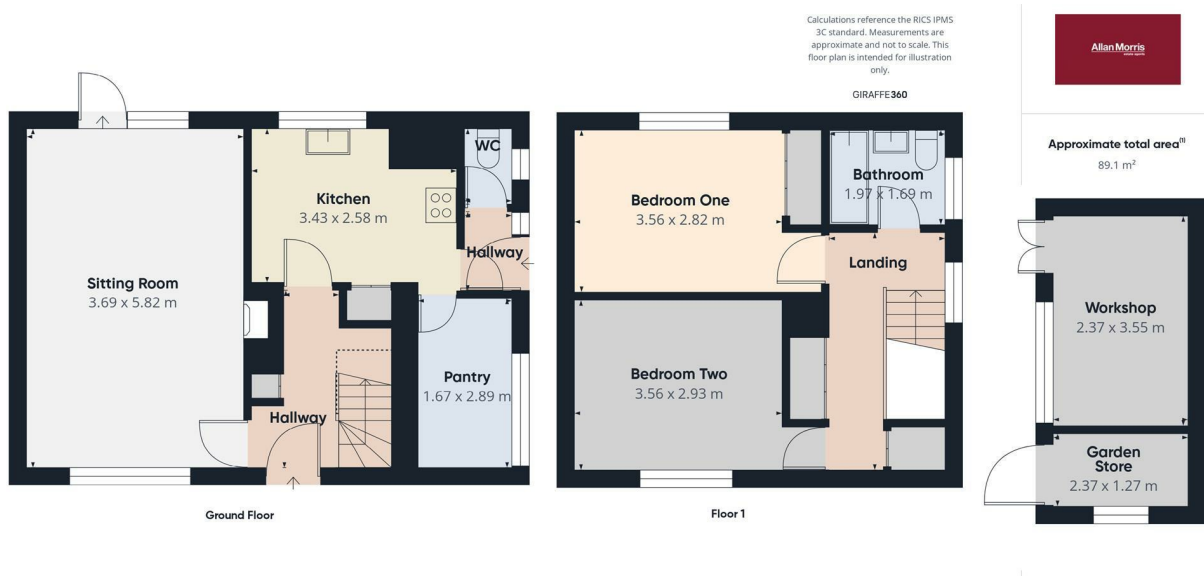 Calculations reference the RICS IPMS
3C standard. Measurements are
approximate and not to scale. This
floor plan is intended for illustration
only.
GIRAFFE360
Allan Morris
estate agents
Approximate total area(1)
89.1 m²
Sitting Room
3.69 x 5.82 m
Kitchen
3.43 x 2.58 m
WC
Hallway
Pantry
1.67 x 2.89 m
Hallway
Ground Floor
Bedroom One
3.56 x 2.82 m
Bathroom
1.97 x 1.69 m
Landing
Bedroom Two
3.56 x 2.93 m
Floor 1
Workshop
2.37 x 3.55 m
Garden
Store
2.37 x 1.27 m